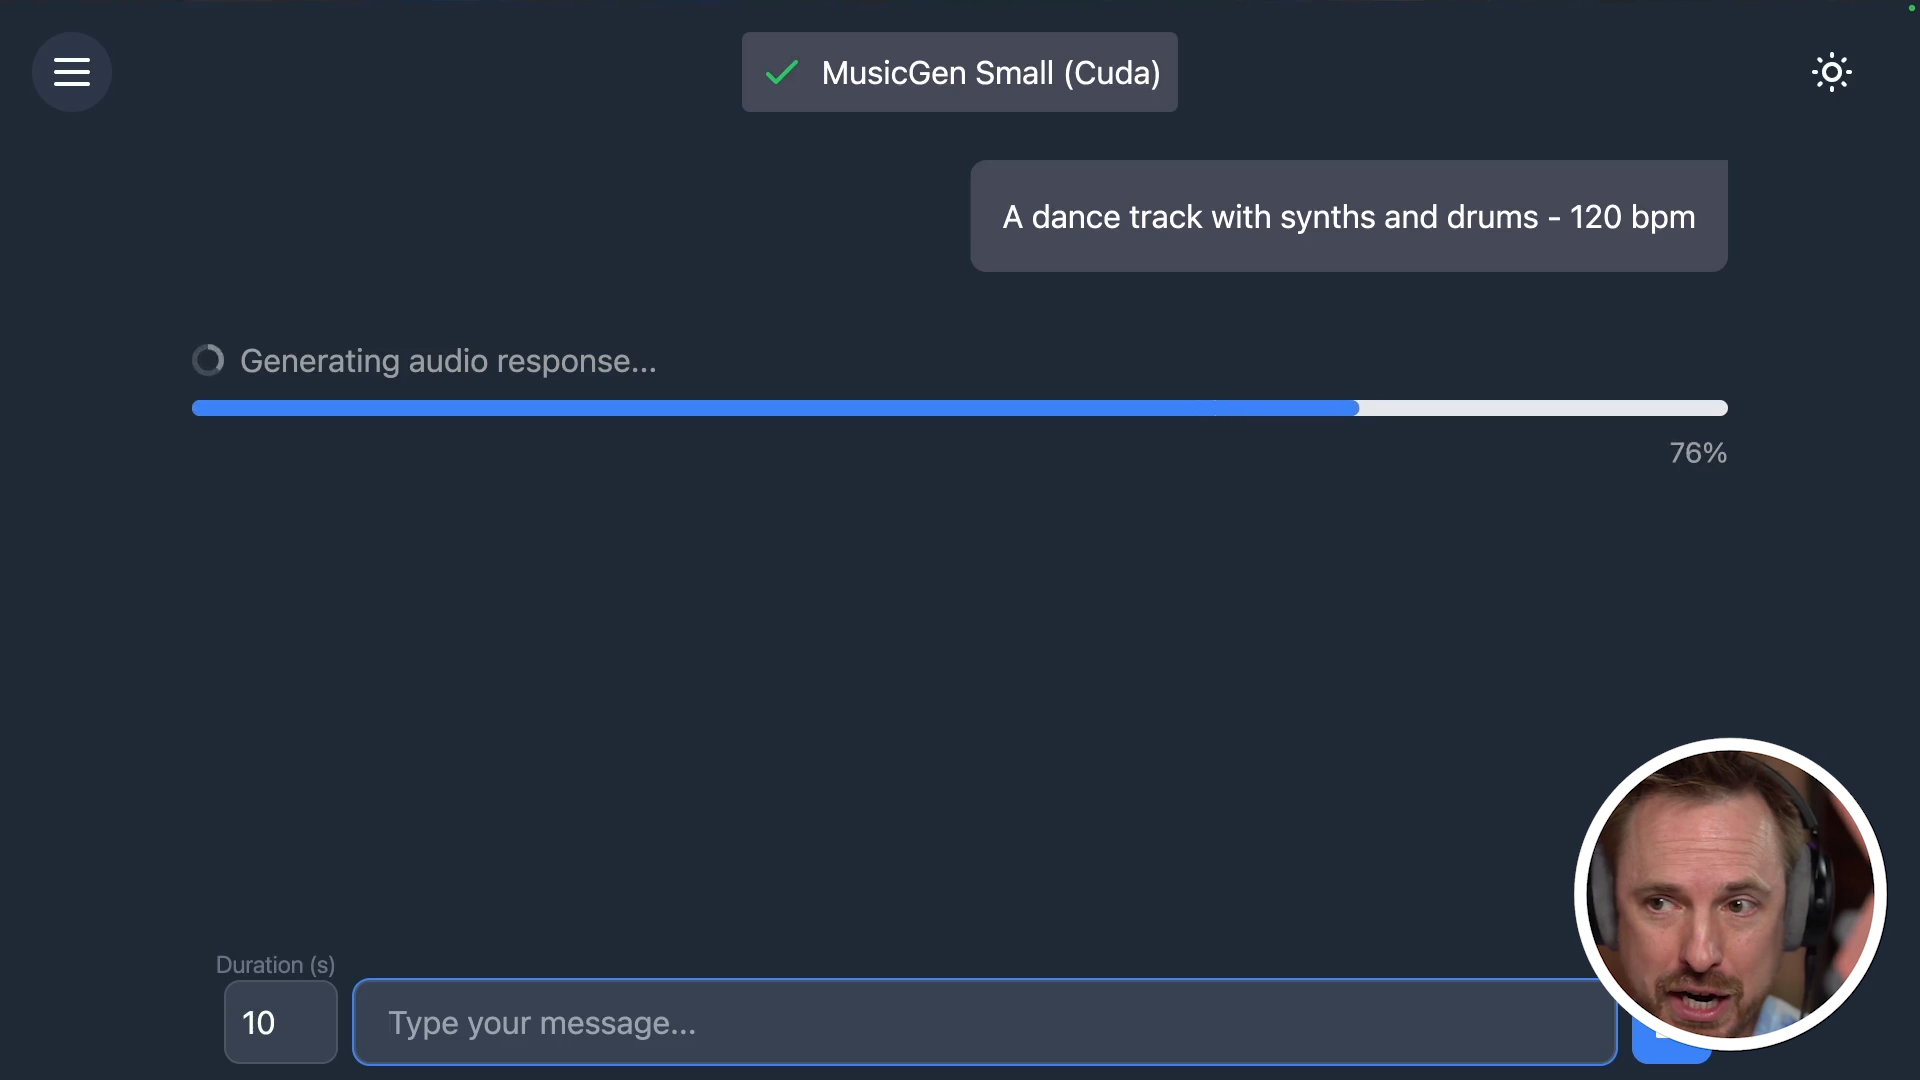 MusicGen Small (Cuda)
A dance track with synths and drums - 120 bpm
Generating audio response...
76%
Duration (s)
10
Type your message...